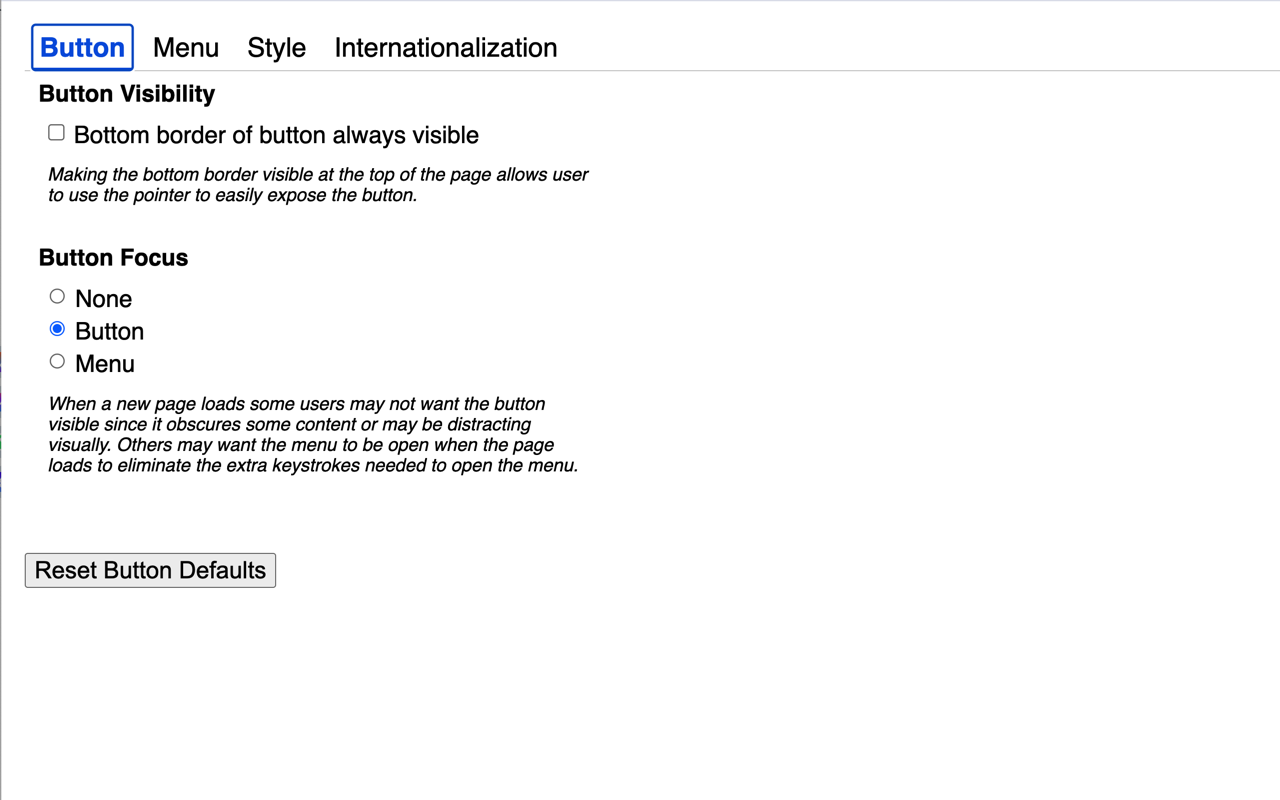 Button Menu Style Internationalization
Button Visibility
Bottom border of button always visible
Making the bottom border visible at the top of the page allows user
to use the pointer to easily expose the button.
Button Focus
None
Button
Menu
When a new page loads some users may not want the button
visible since it obscures some content or may be distracting
visually. Others may want the menu to be open when the page
loads to eliminate the extra keystrokes needed to open the menu.
Reset Button Defaults